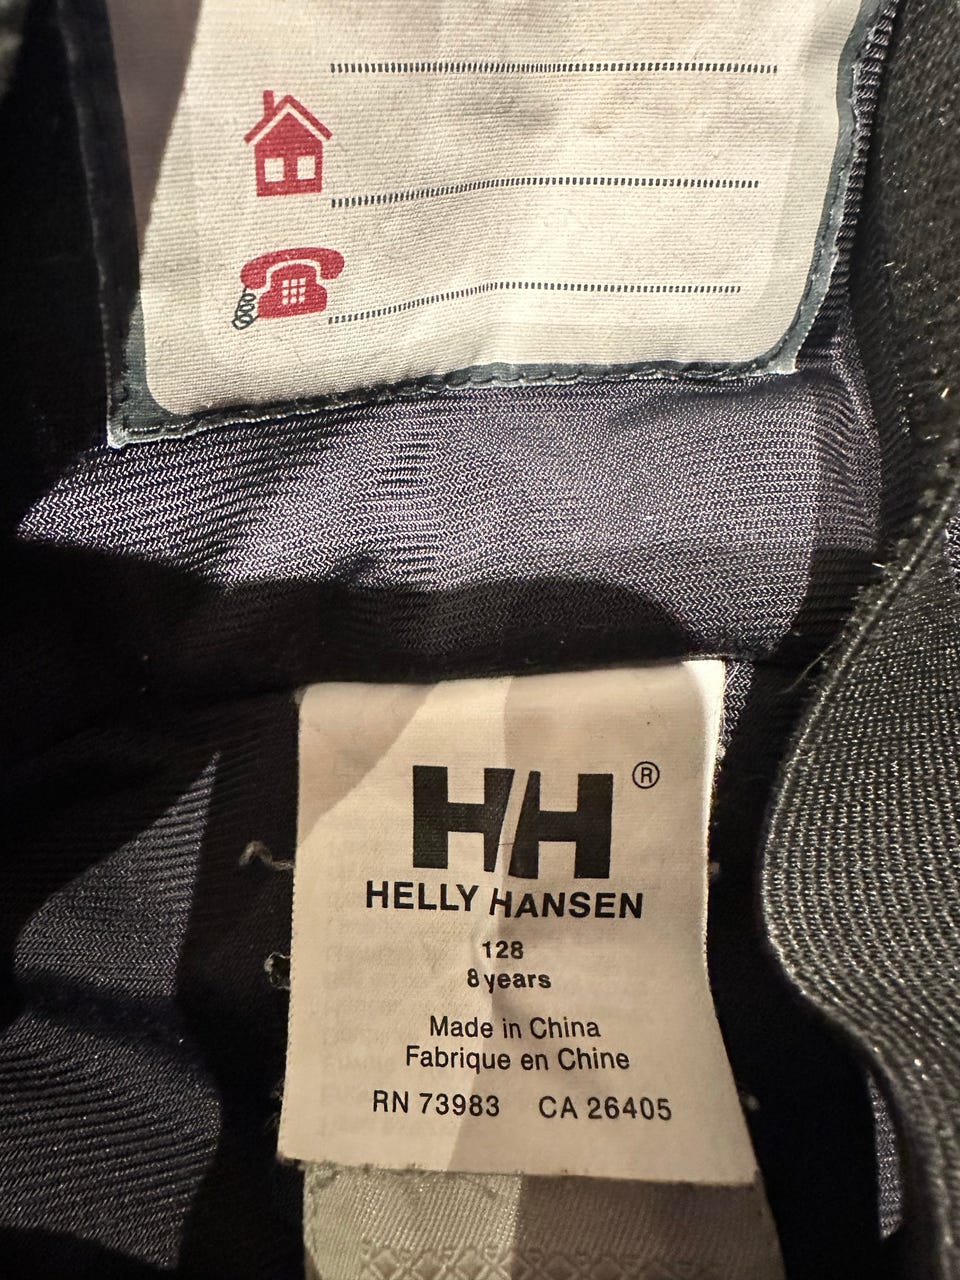 HH®
HELLY HANSEN
128
8 years
Made in China
Fabrique en Chine
RN 73983 CA 26405